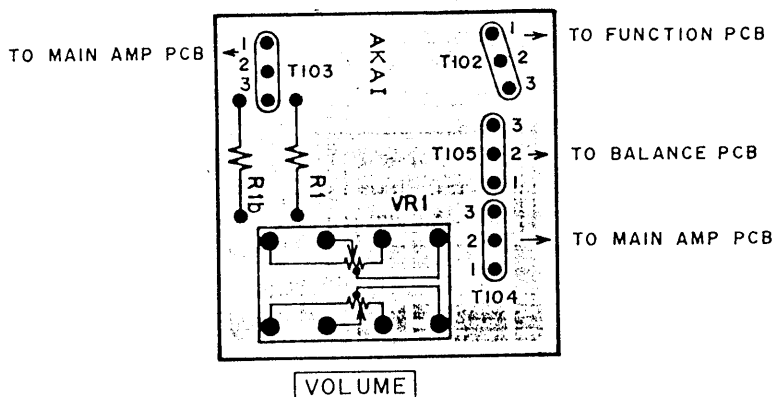 TO MAIN AMP PCB
1
2
3
T103
AKAI
T102
1
2
3
TO FUNCTION PCB
R1b
R1
T105
3
2
1
TO BALANCE PCB
VR1
3
2
1
T104
TO MAIN AMP PCB
VOLUME